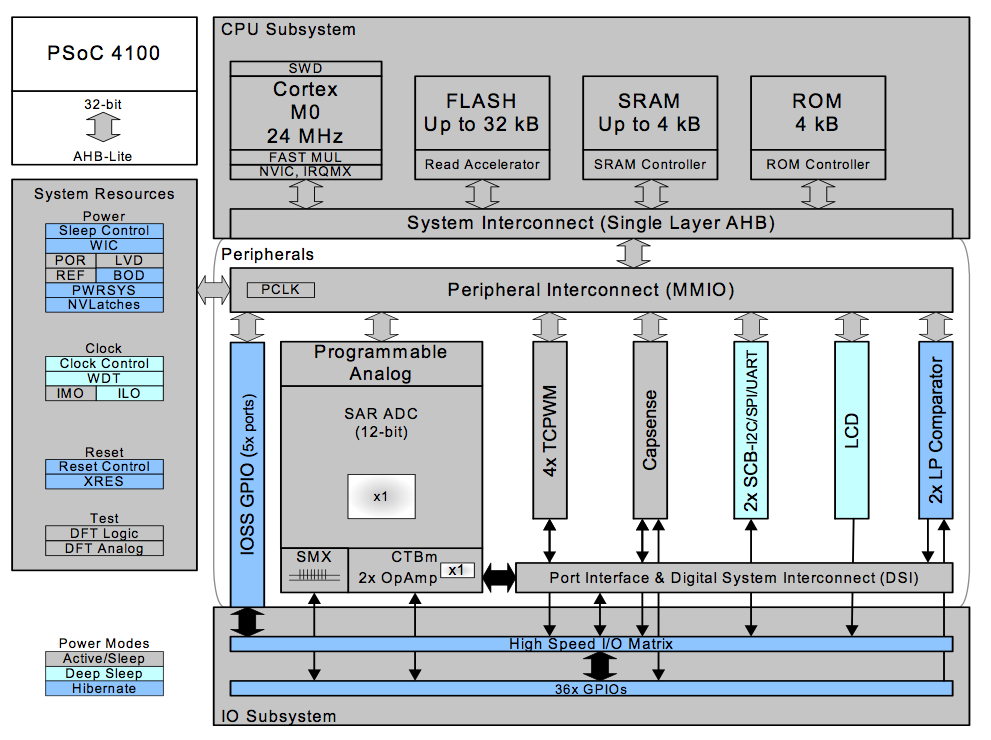 PSoC 4100
32-bit
AHB-Lite
CPU Subsystem
SWD
Cortex
M0
24 MHz
FAST MUL
NVIC, IRQMX
FLASH
Up to 32 kB
Read Accelerator
SRAM
Up to 4 kB
SRAM Controller
ROM
4 kB
ROM Controller
System Interconnect (Single Layer AHB)
System Resources
Power
Sleep Control
WIC
POR LVD
REF BOD
PWRSYS
NVLatches
Clock
Clock Control
WDT
IMO ILO
Reset
Reset Control
XRES
Test
DFT Logic
DFT Analog
Peripherals
PCLK
Peripheral Interconnect (MMIO)
IOSS GPIO (5x ports)
Programmable
Analog
SAR ADC
(12-bit)
x1
SMX
CTBm
2x OpAmp
x1
4x TCPWM
Capsense
2x SCB-I2C/SPI/UART
LCD
2x LP Comparator
Port Interface & Digital System Interconnect (DSI)
High Speed I/O Matrix
36x GPIOs
IO Subsystem
Power Modes
Active/Sleep
Deep Sleep
Hibernate